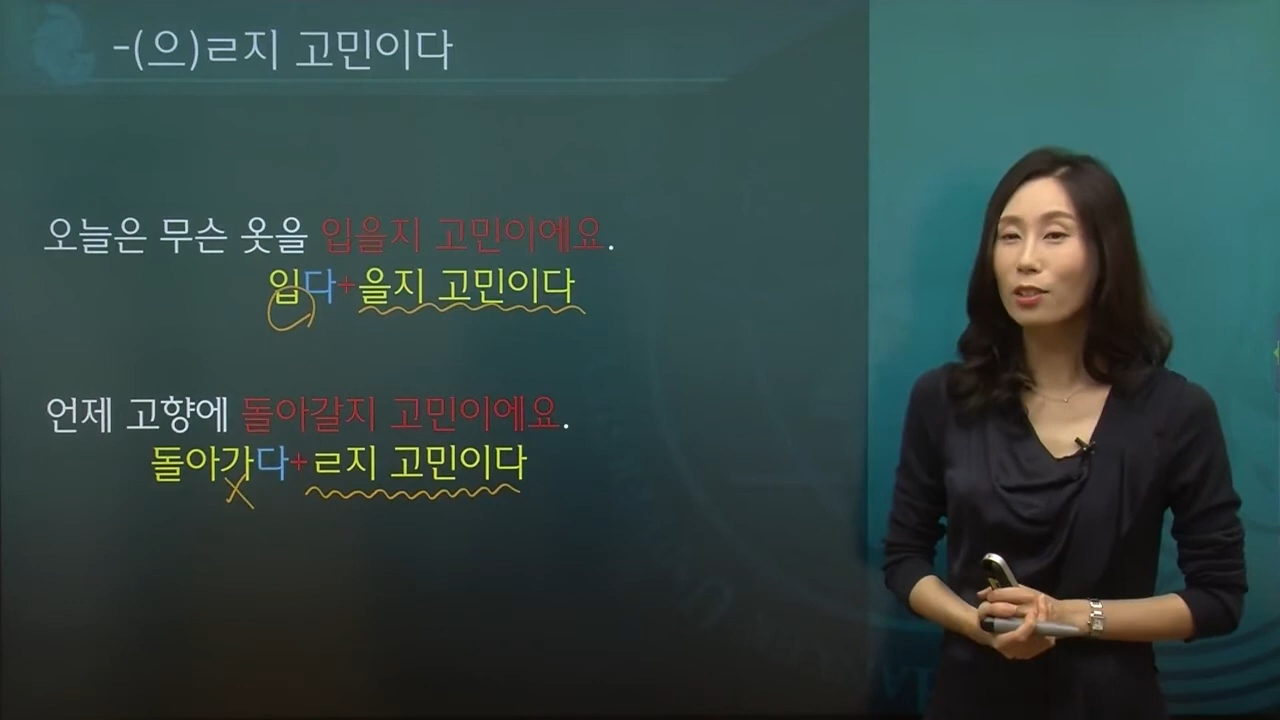 -(으)ㄹ지 고민이다
오늘은 무슨 옷을 입을지 고민이에요.
입다+을지 고민이다
언제 고향에 돌아갈지 고민이에요.
돌아가다+ㄹ지 고민이다